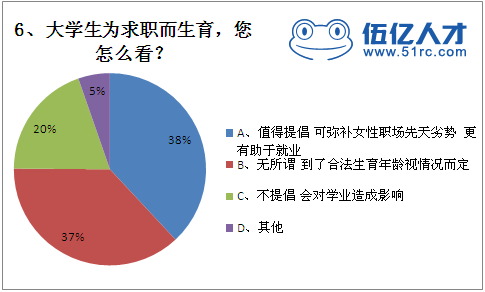 6、大学生为求职而生育，您
怎么看？
伍亿人才
www.51rc.com
5%
20%
38%
37%
A、值得提倡 可弥补女性职场先天劣势 更
有助于就业
B、无所谓 到了合法生育年龄视情况而定
C、不提倡 会对学业造成影响
D、其他